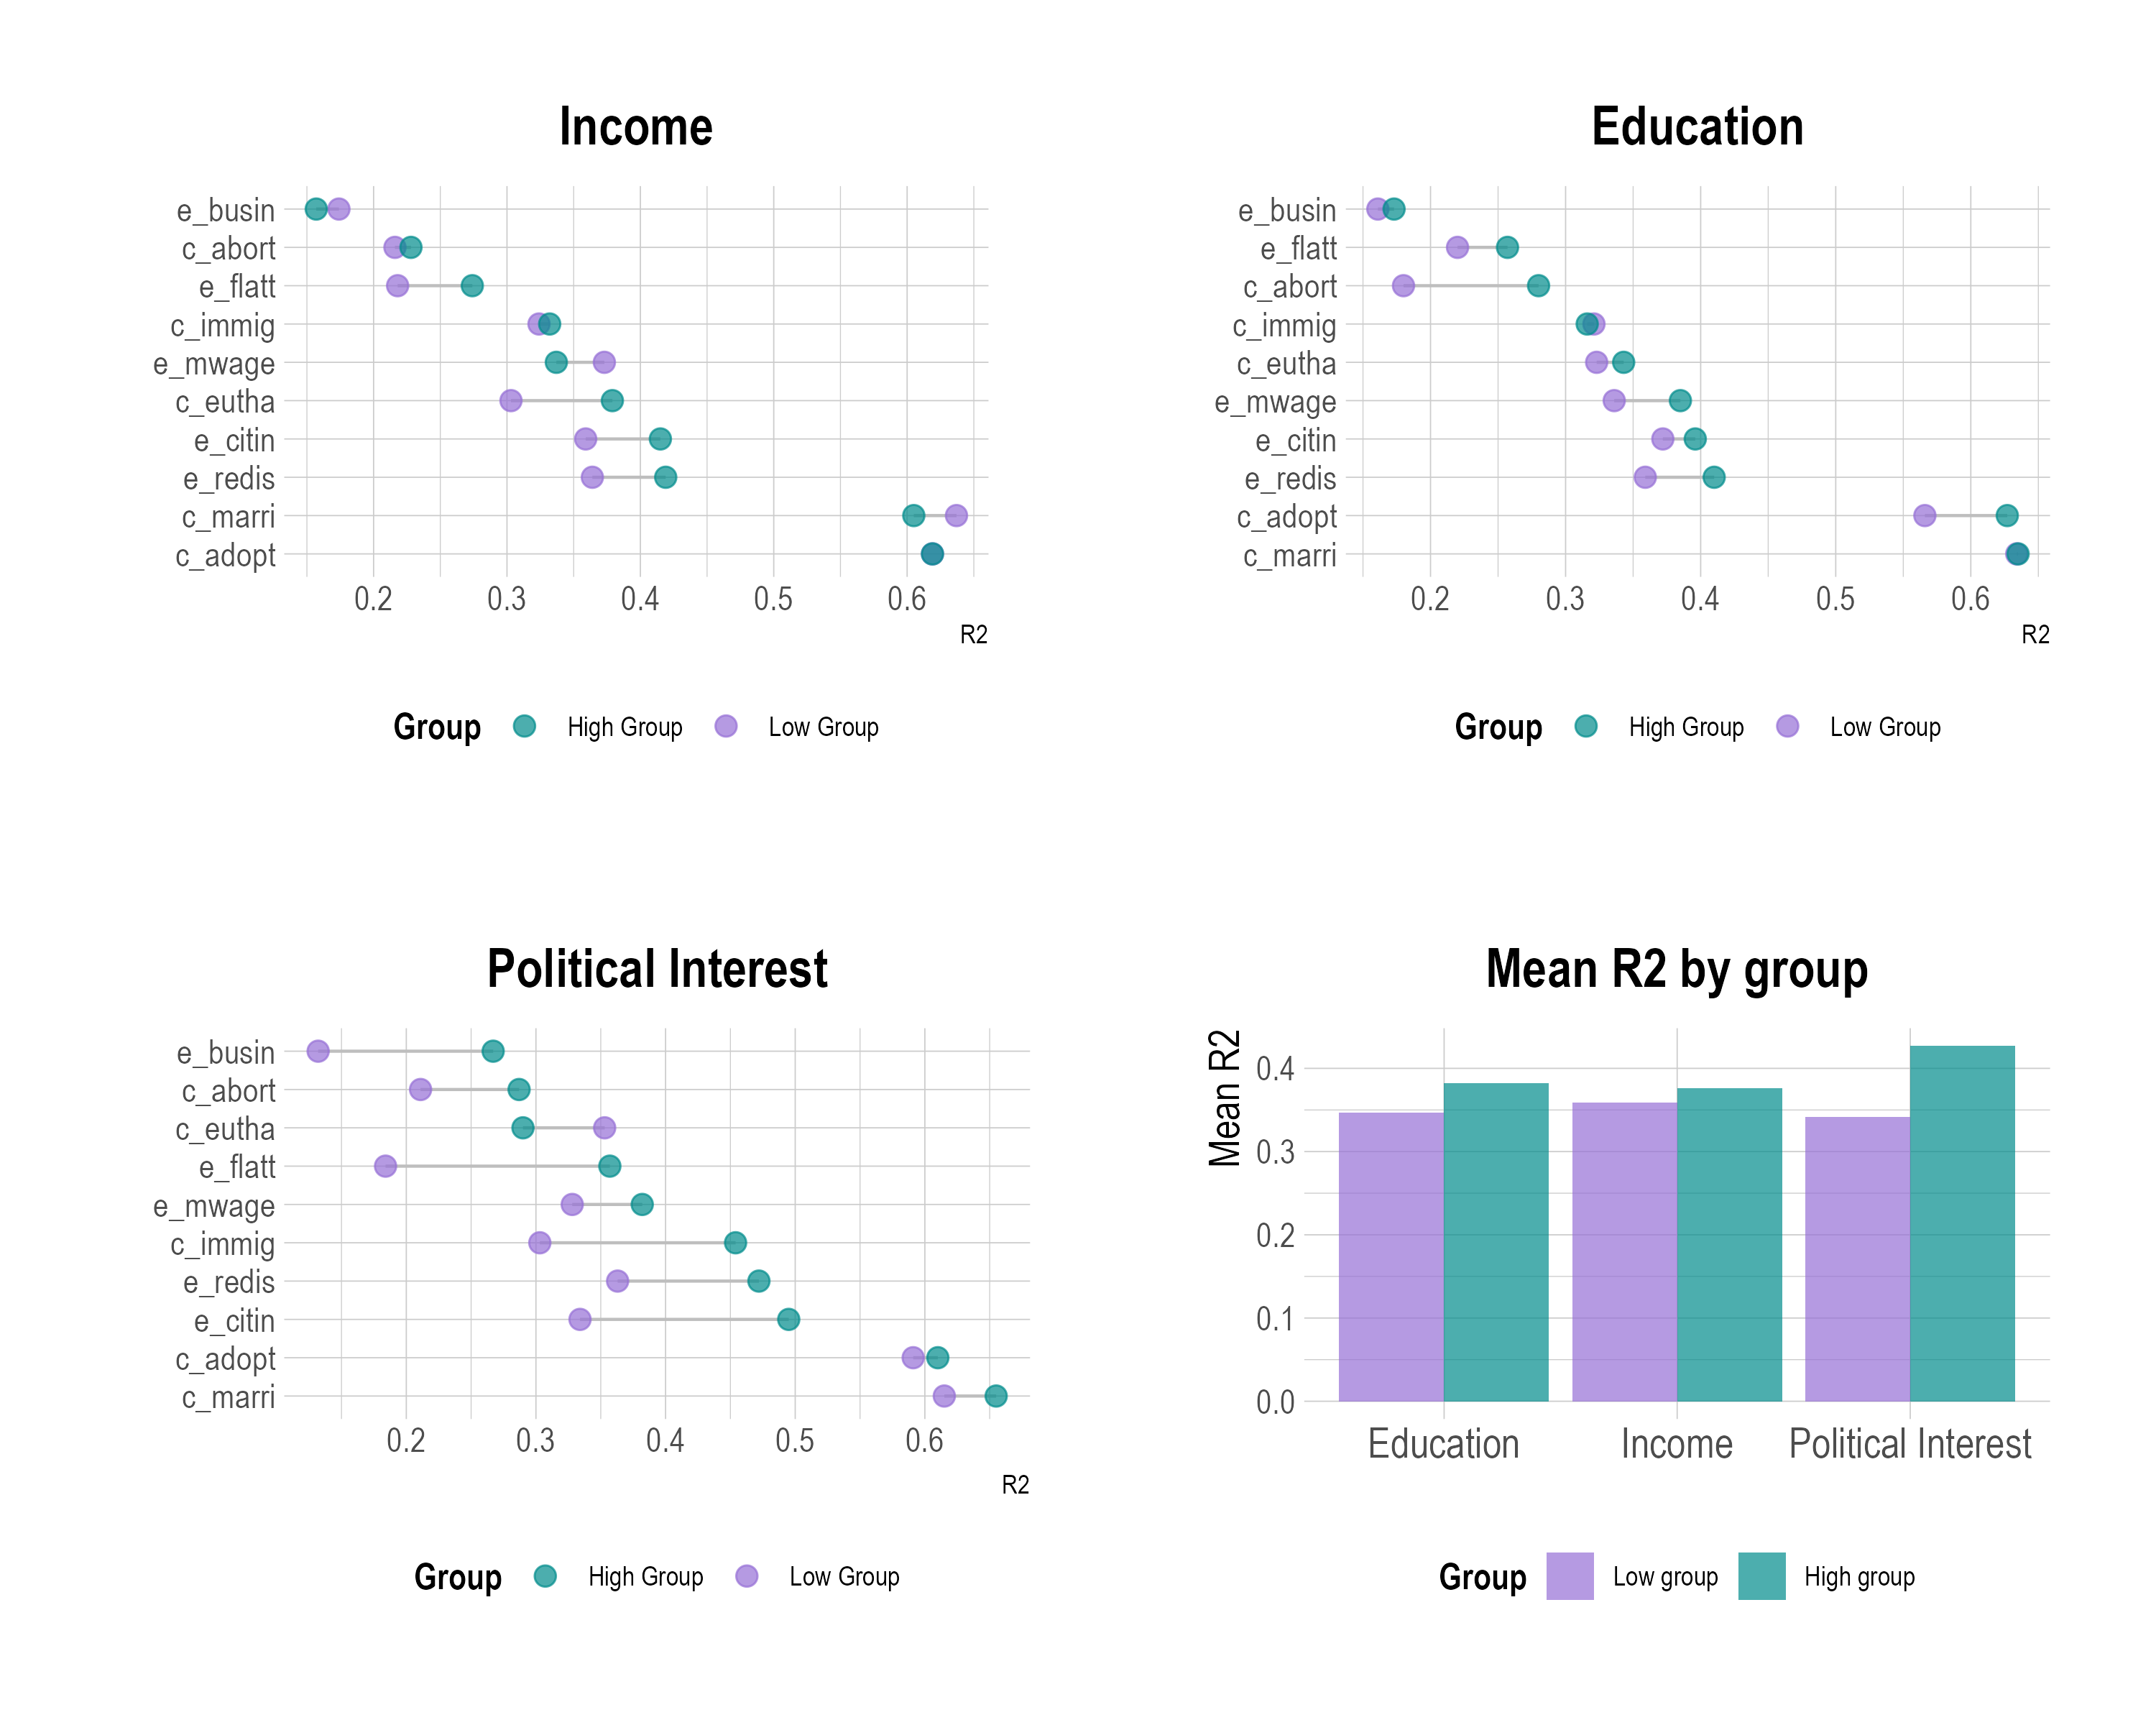 Income
e_busin
c_abort
e_flatt
c_immig
e_mwage
c_eutha
e_citin
e_redis
c_marri
c_adopt
0.2 0.3 0.4 0.5 0.6
R2
Group High Group Low Group
Education
e_busin
e_flatt
c_abort
c_immig
c_eutha
e_mwage
e_citin
e_redis
c_adopt
c_marri
0.2 0.3 0.4 0.5 0.6
R2
Group High Group Low Group
Political Interest
e_busin
c_abort
c_eutha
e_flatt
e_mwage
c_immig
e_redis
e_citin
c_adopt
c_marri
0.2 0.3 0.4 0.5 0.6
R2
Group High Group Low Group
Mean R2 by group
Mean R2
0.4
0.3
0.2
0.1
0.0
Education Income Political Interest
Group Low group High group